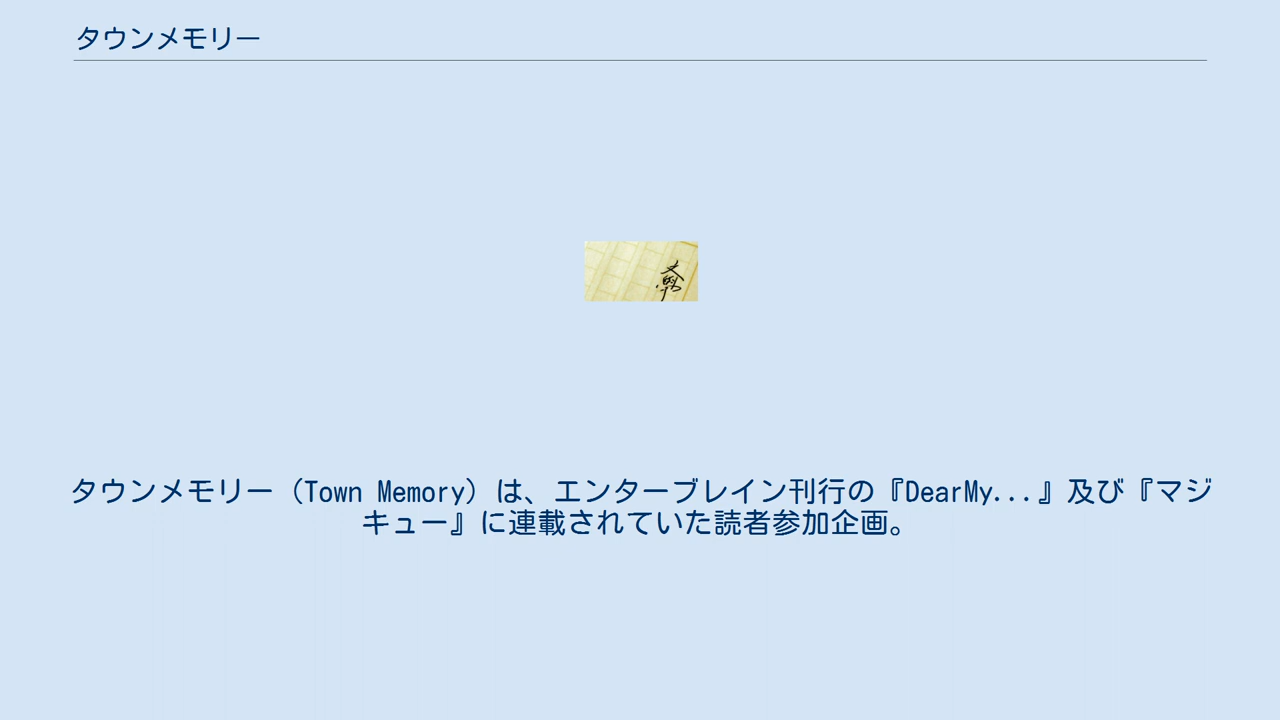 タウンメモリー
タウンメモリー（Town Memory）は、エンターブレイン刊行の『DearMy...』及び『マジ
キュー』に連載されていた読者参加企画。